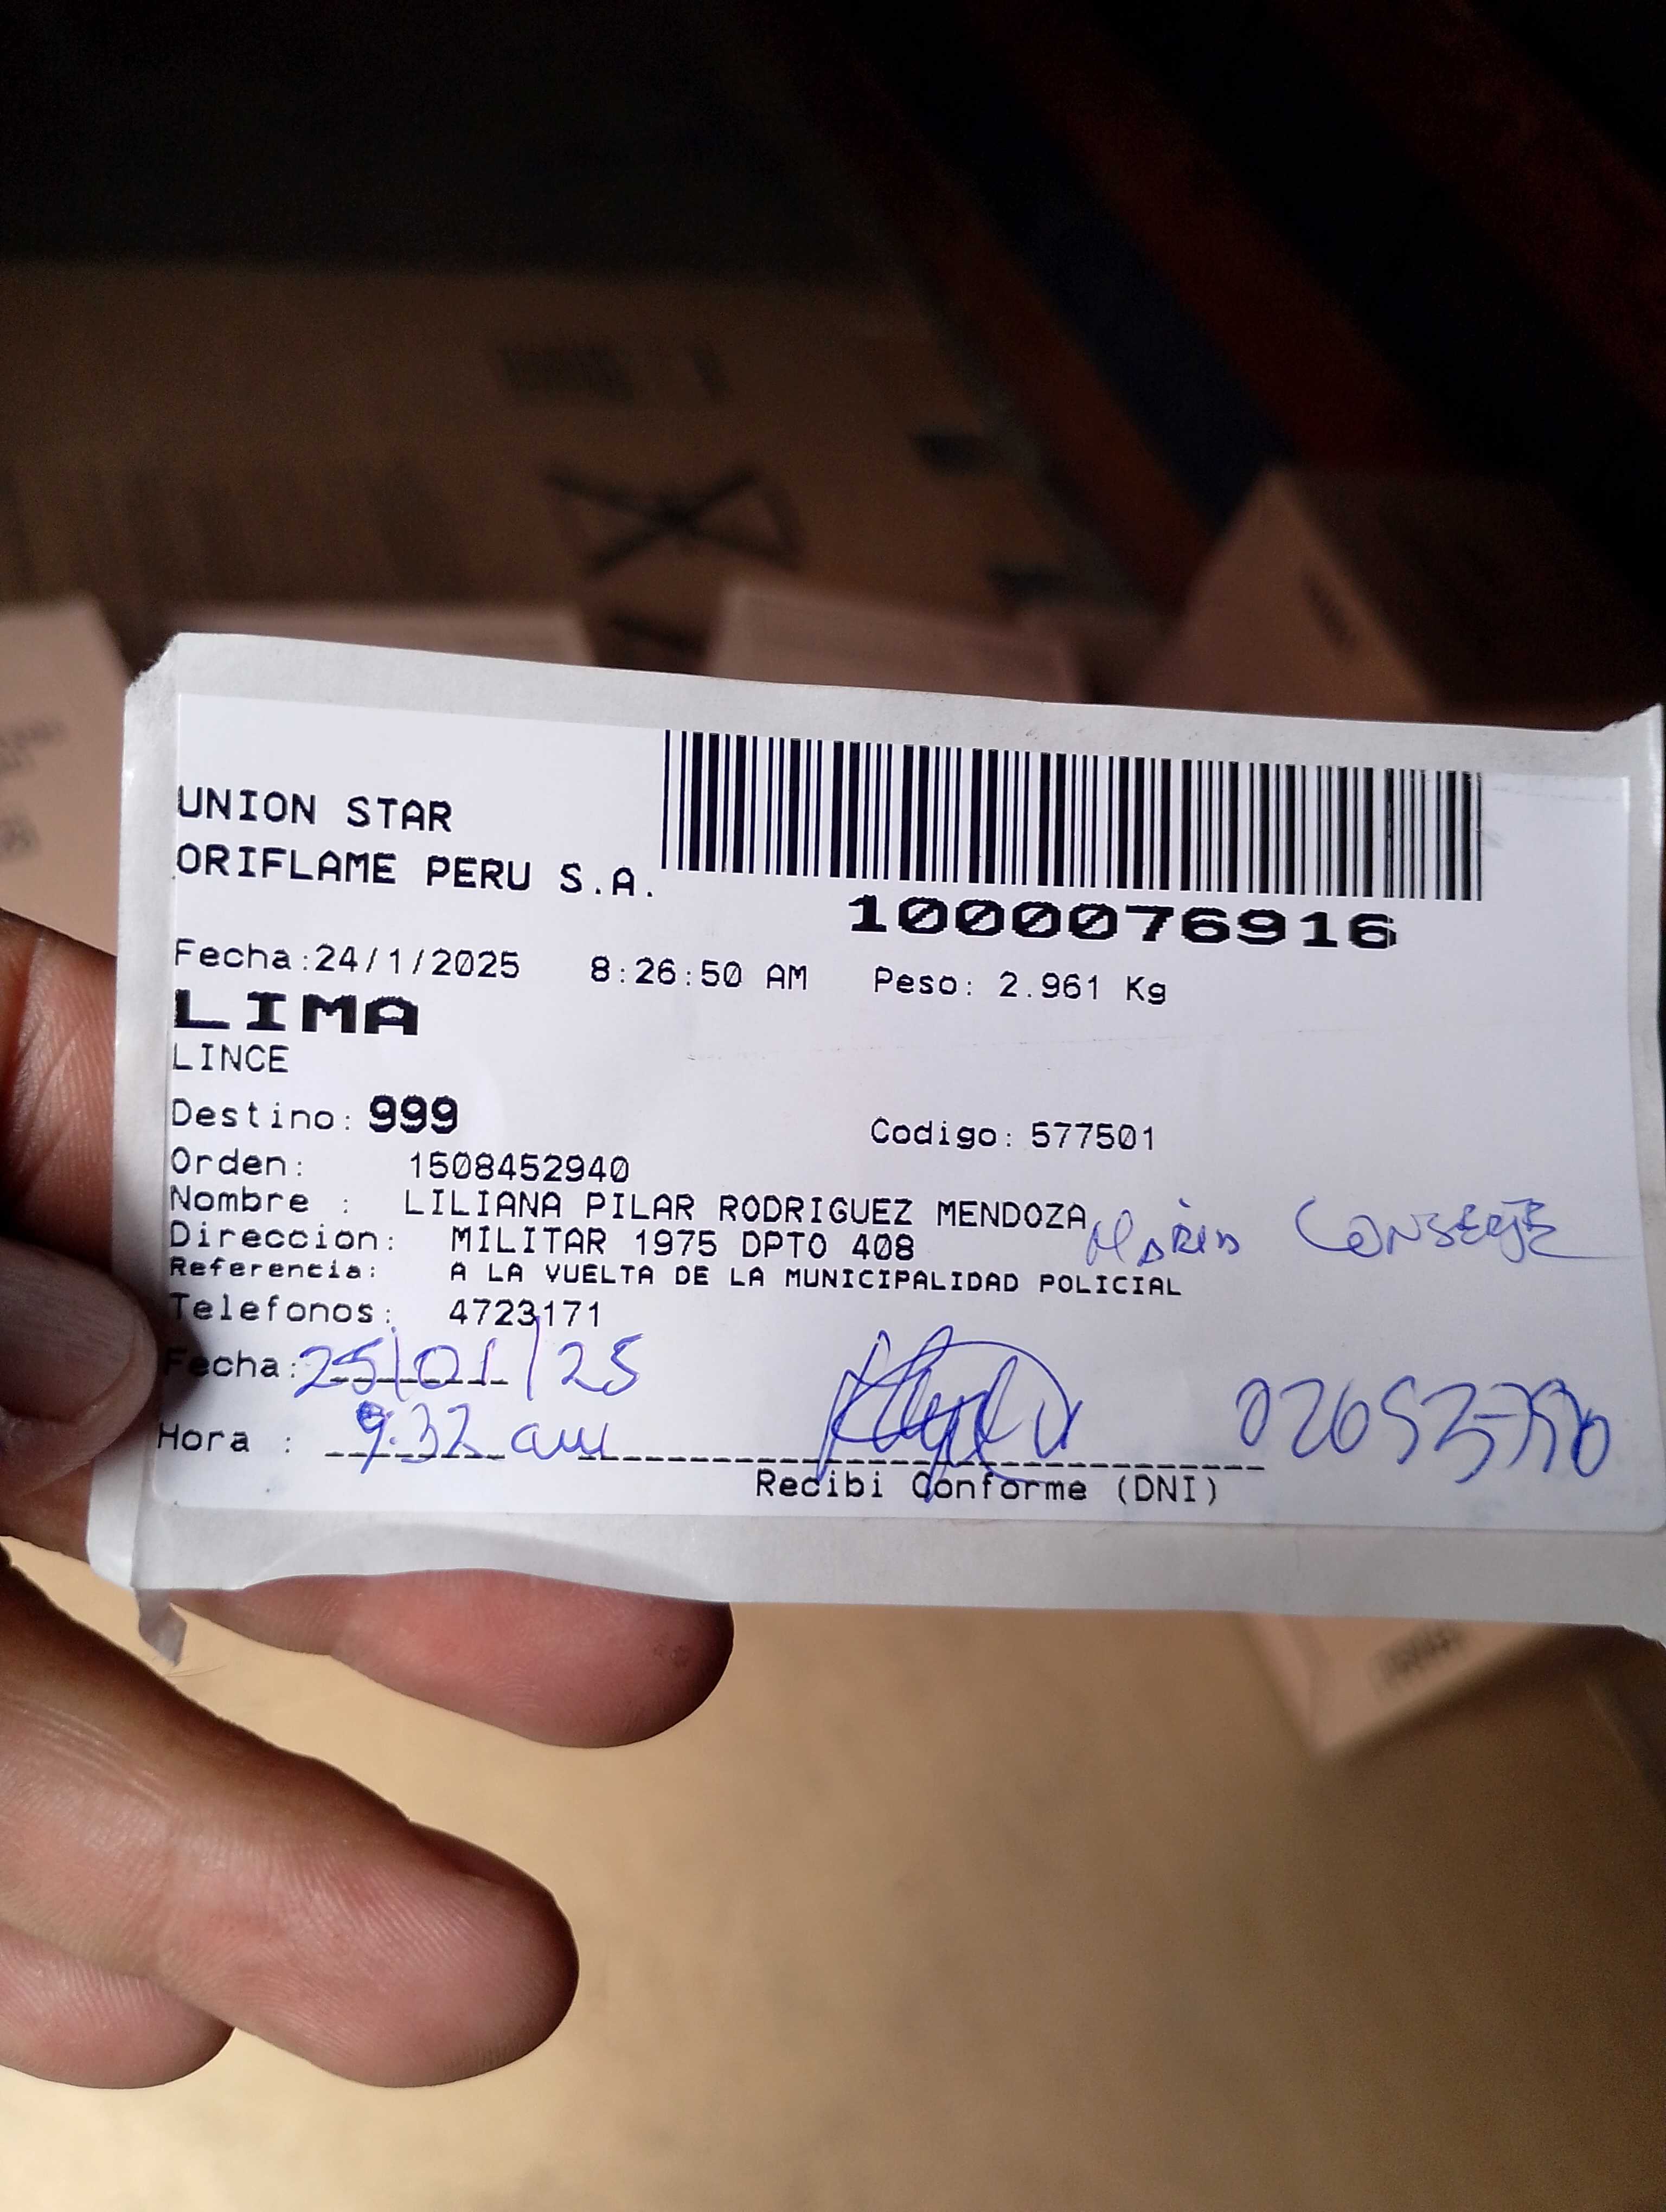 UNION STAR
ORIFLAME PERU S.A.
1000076916
Fecha:24/1/2025 8:26:50 AM Peso: 2.961 Kg
LIMA
LINCE
Destino: 999 Codigo: 577501
Orden: 1508452940
Nombre : LILIANA PILAR RODRIGUEZ MENDOZA
Direccion: MILITAR 1975 DPTO 408 CONSERJE
Referencia: A LA VUELTA DE LA MUNICIPALIDAD POLICIAL
Telefonos: 4723171
Fecha: 25/01/25
Hora : 9:32 am
Recibi Conforme (DNI)